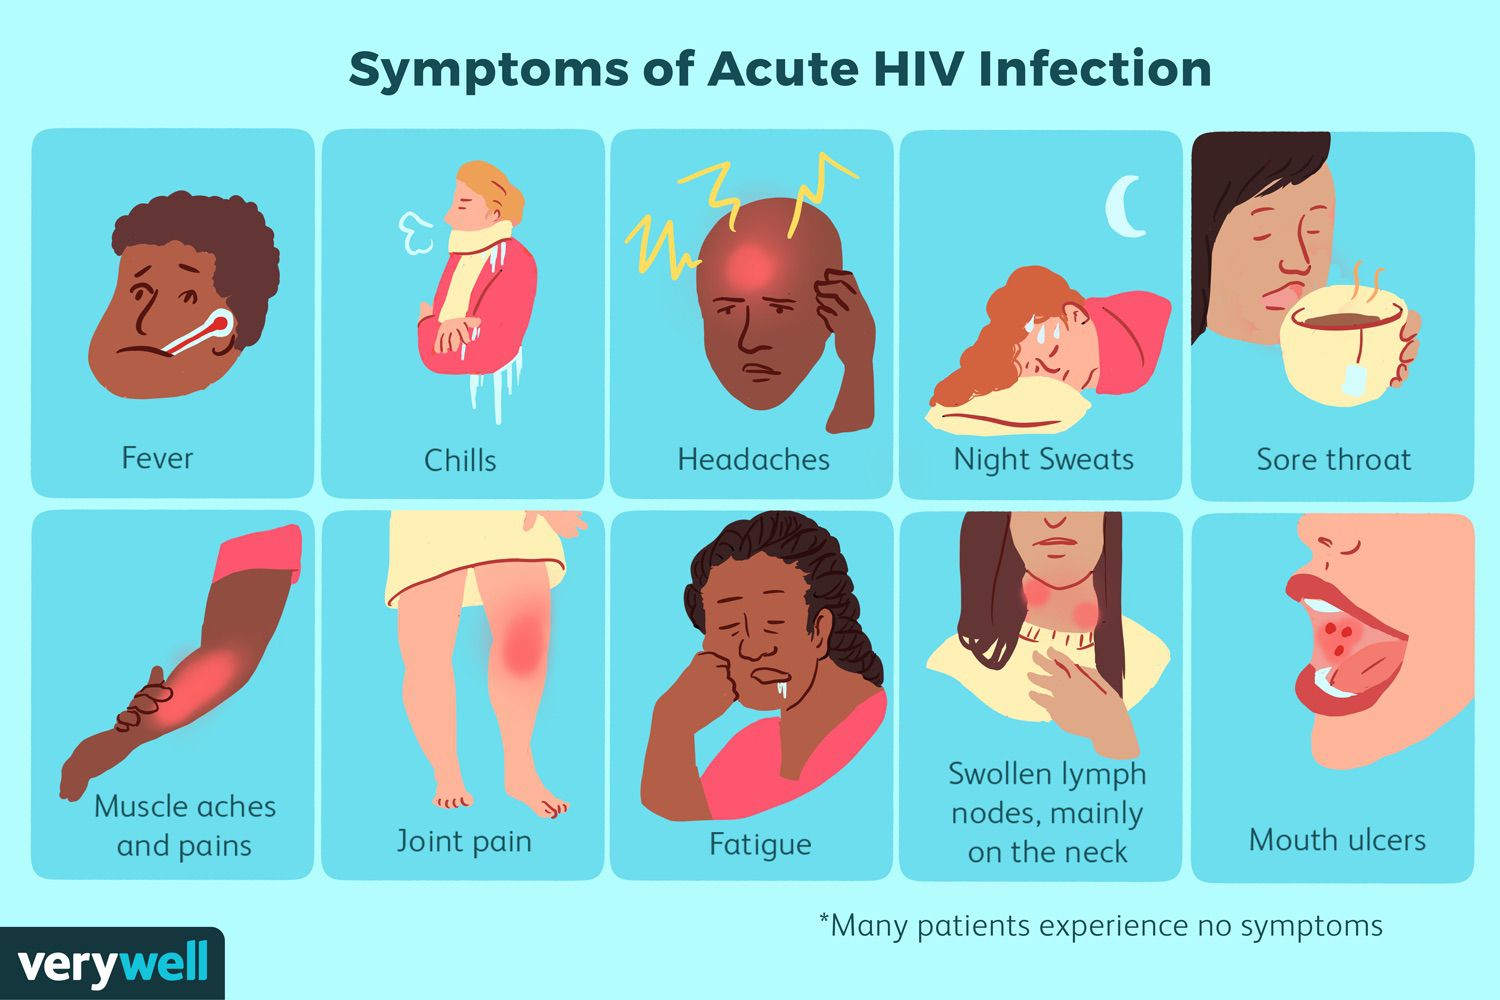 Symptoms of Acute HIV Infection
Fever
Chills
Headaches
Night Sweats
Sore throat
Muscle aches
and pains
Joint pain
Fatigue
Swollen lymph
nodes, mainly
on the neck
Mouth ulcers
*Many patients experience no symptoms
verywell